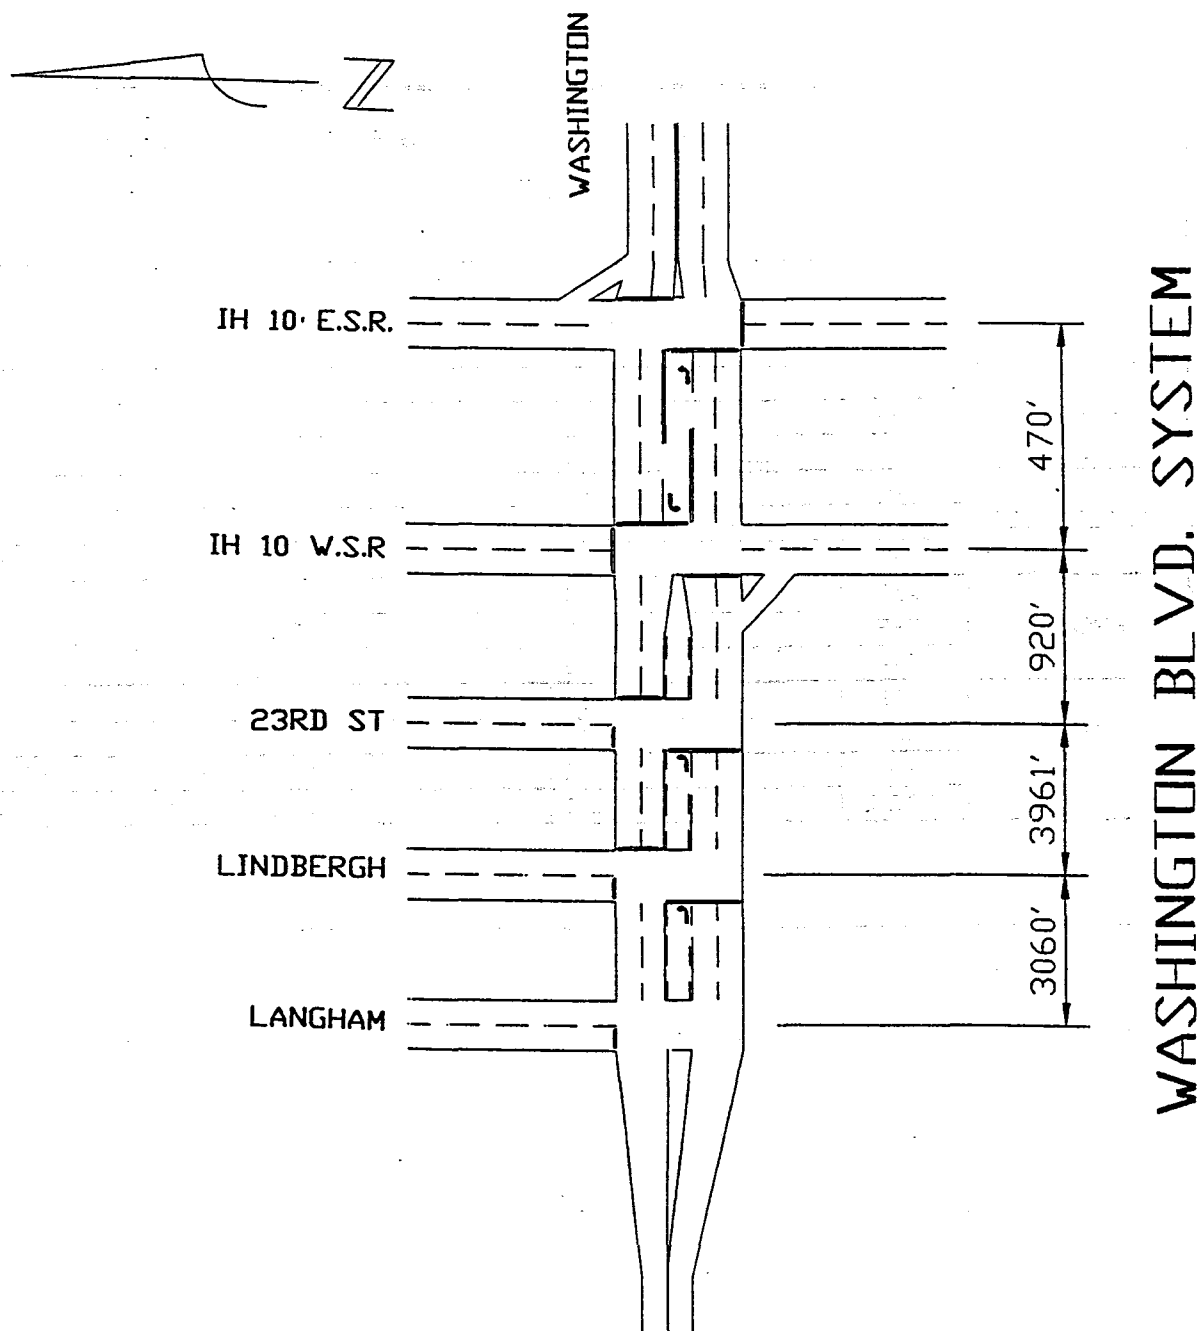 N
WASHINGTON
IH 10 E.S.R.
IH 10 W.S.R
23RD ST
LINDBERGH
LANGHAM
470'
920'
3961'
3060'
WASHINGTON BLVD. SYSTEM